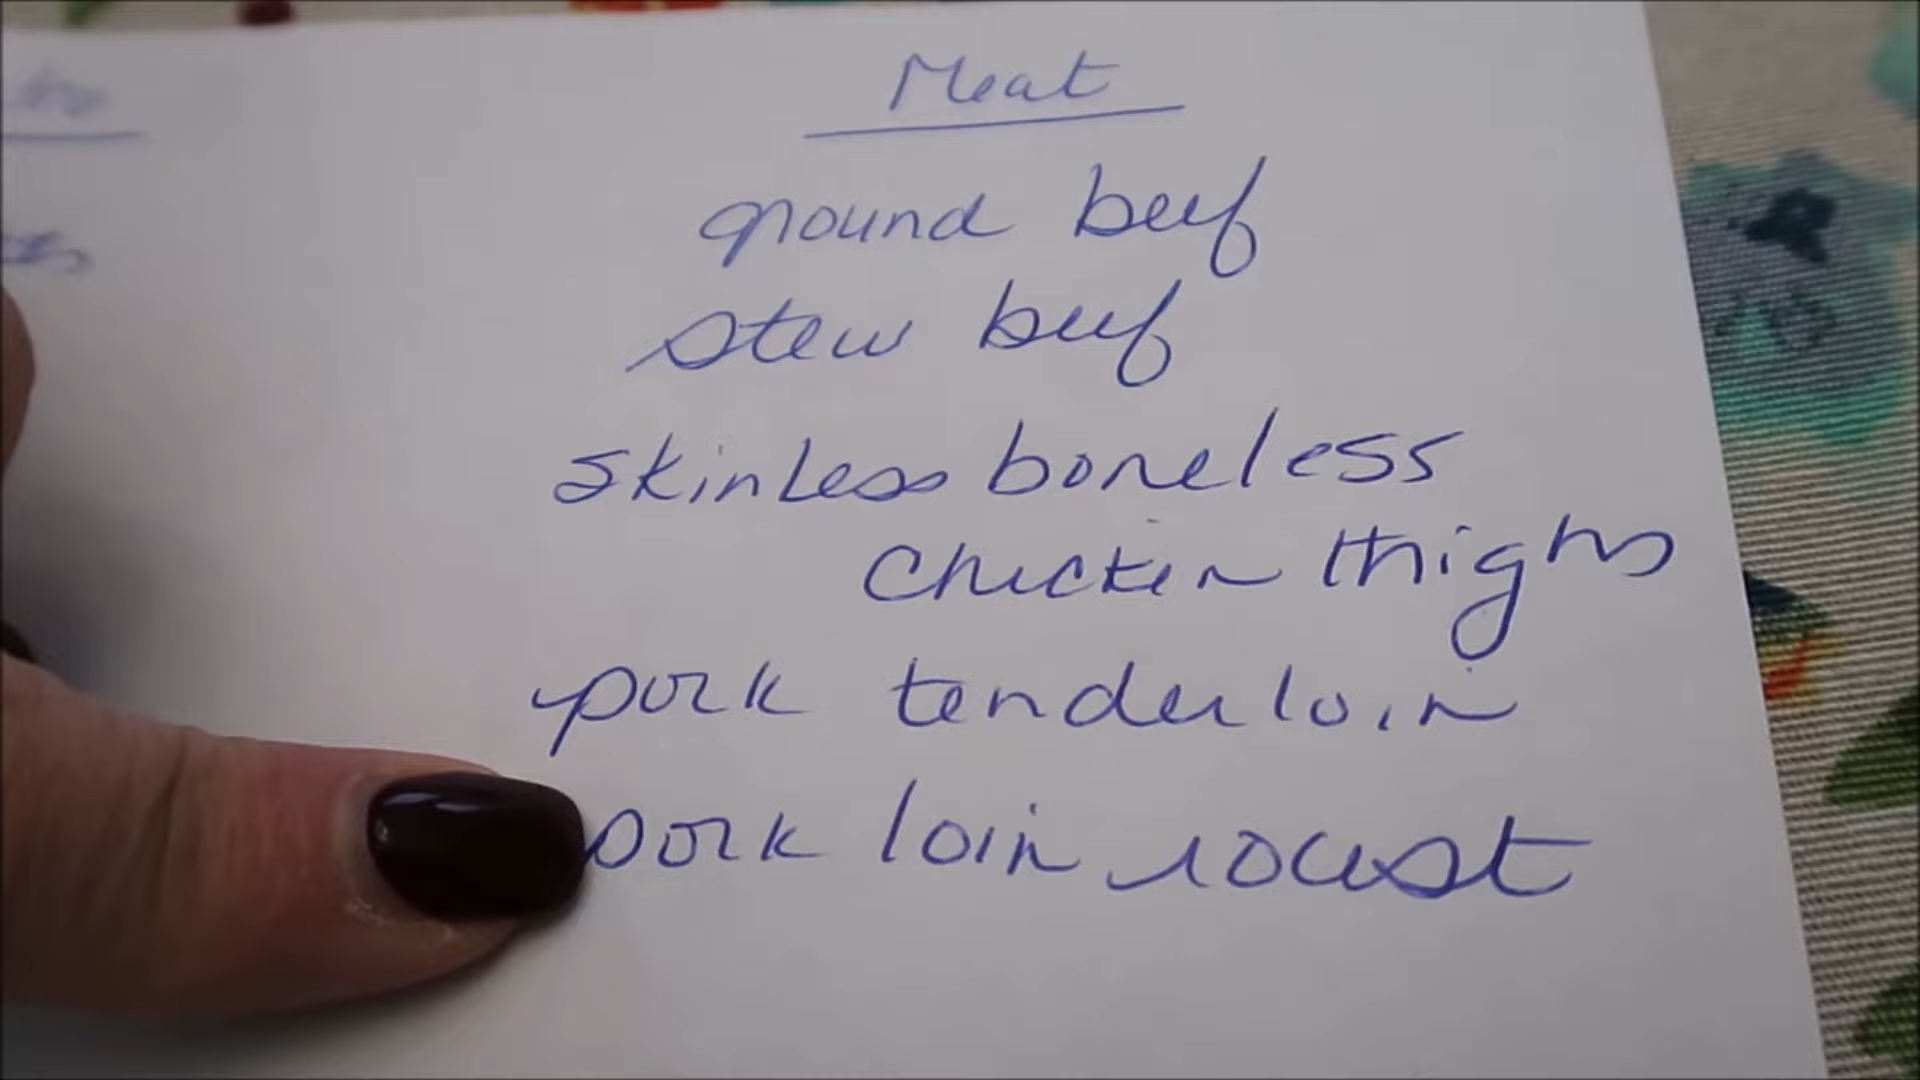 Meat
ground beef
stew beef
skinless boneless
chicken thighs
pork tenderloin
pork loin roast